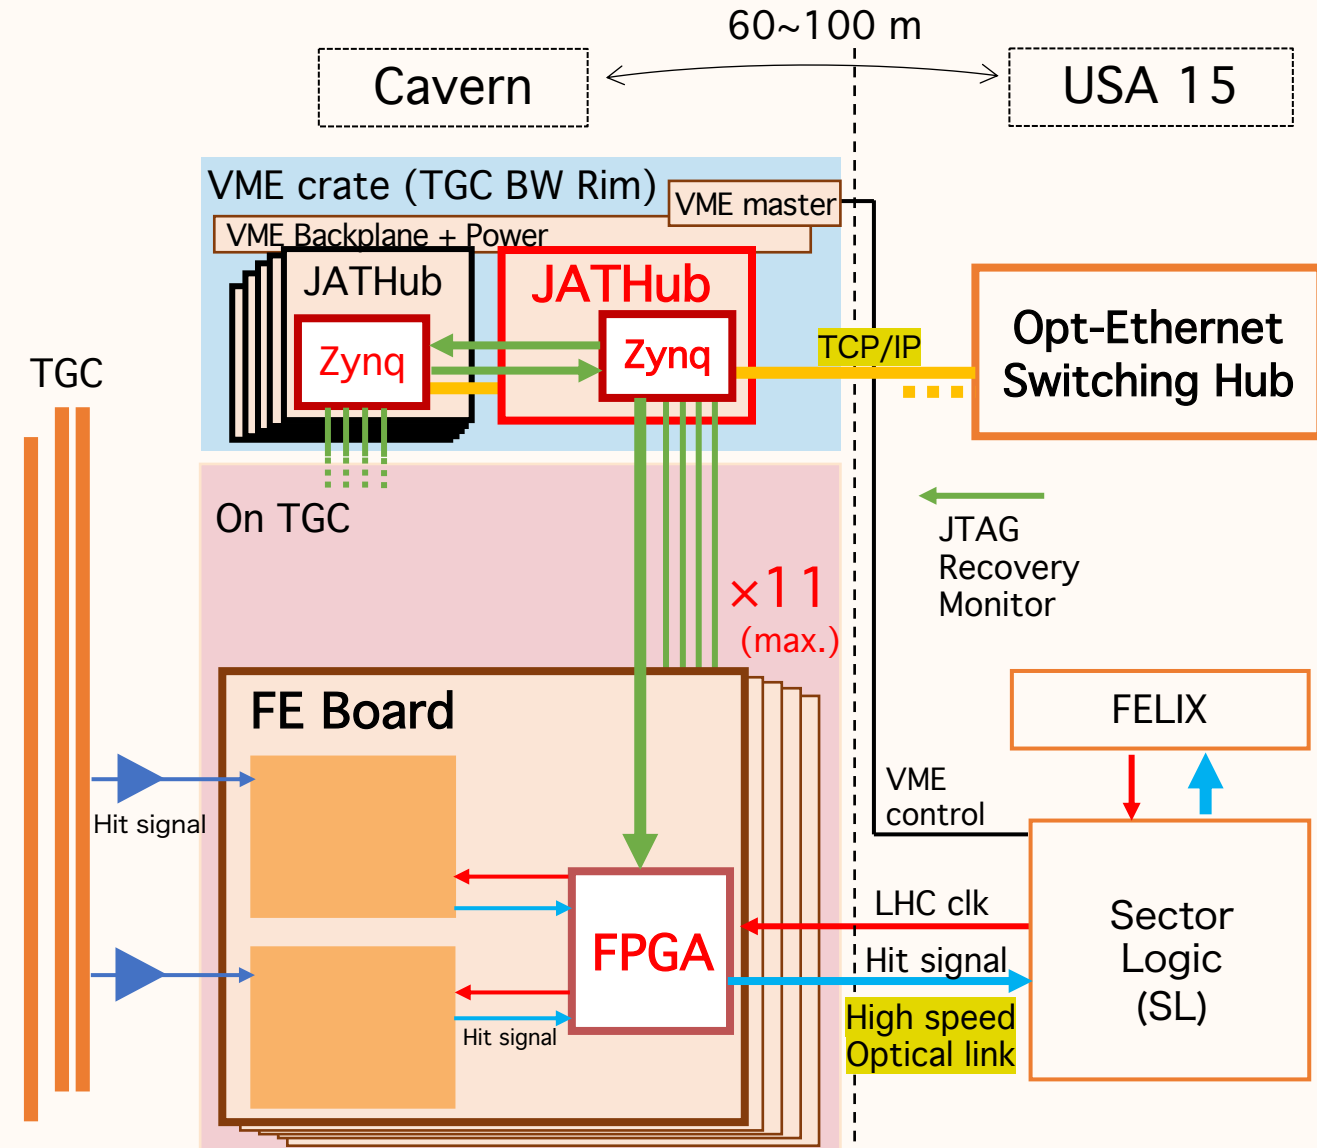 60~100 m
Cavern
USA 15
VME crate (TGC BW Rim)
VME master
VME Backplane + Power
JATHub
JATHub
Zynq
Zynq
TCP/IP
Opt-Ethernet
Switching Hub
TGC
On TGC
JTAG
Recovery
Monitor
×11
(max.)
FE Board
FELIX
VME
control
Hit signal
LHC clk
FPGA
Hit signal
Sector
Logic
(SL)
High speed
Optical link
Hit signal